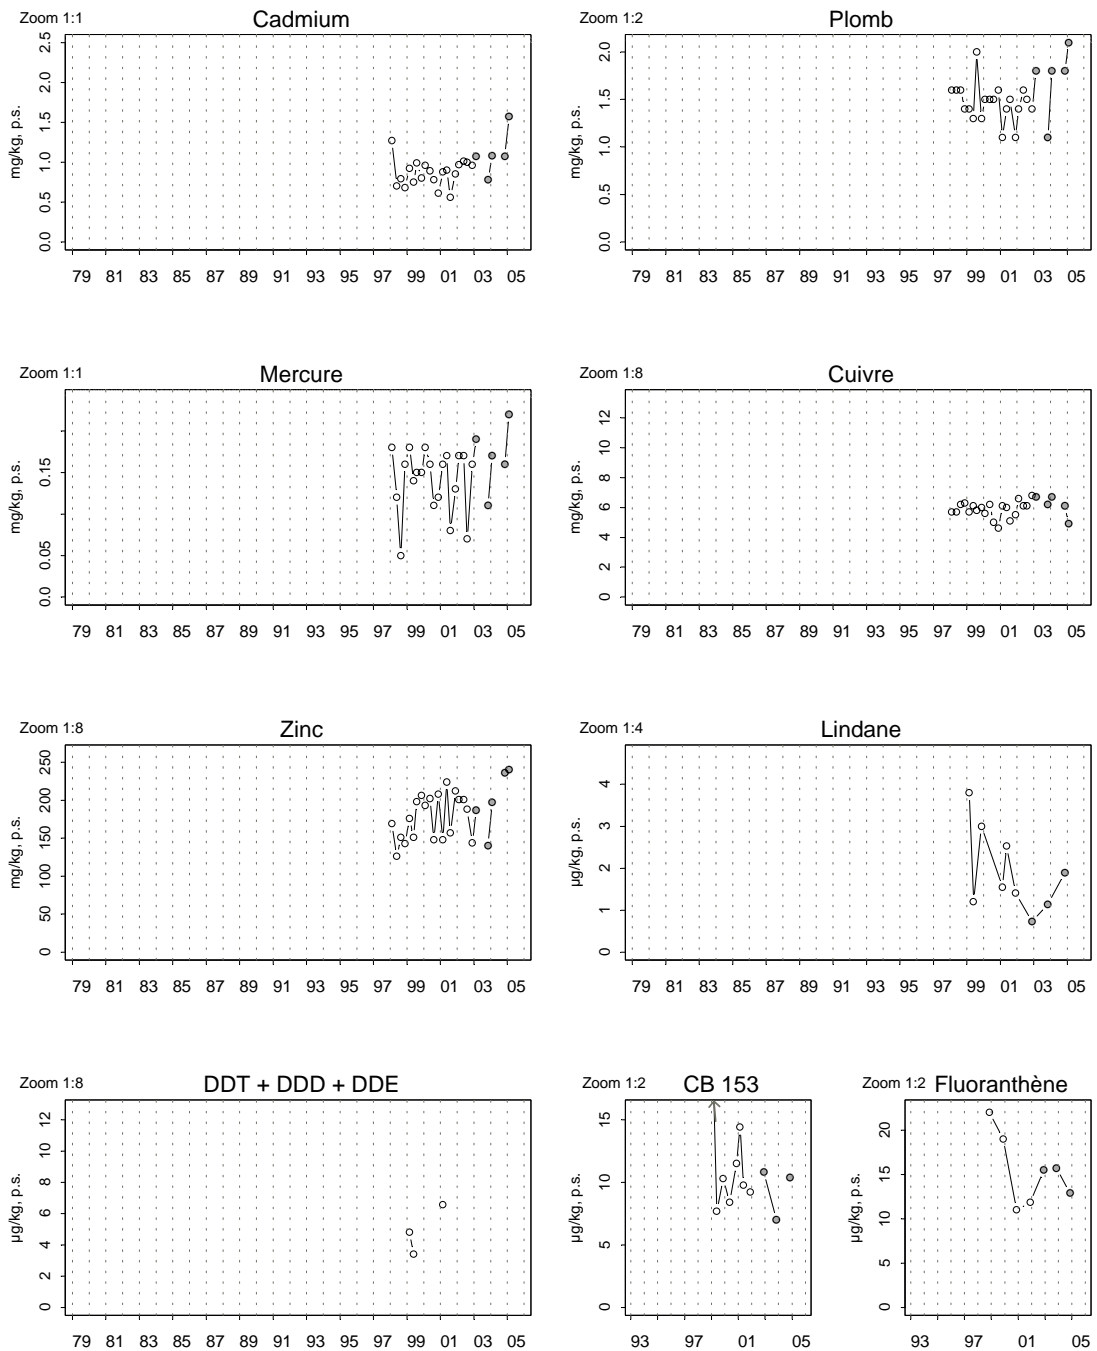 Zoom 1:1 Cadmium
mg/kg, p.s.
2.5
2.0
1.5
1.0
0.5
0.0
79 81 83 85 87 89 91 93 95 97 99 01 03 05
Zoom 1:2 Plomb
mg/kg, p.s.
2.0
1.5
1.0
0.5
0.0
79 81 83 85 87 89 91 93 95 97 99 01 03 05
Zoom 1:1 Mercure
mg/kg, p.s.
0.15
0.05
0.0
79 81 83 85 87 89 91 93 95 97 99 01 03 05
Zoom 1:8 Cuivre
mg/kg, p.s.
12
10
8
6
4
2
0
79 81 83 85 87 89 91 93 95 97 99 01 03 05
Zoom 1:8 Zinc
mg/kg, p.s.
250
200
150
100
50
0
79 81 83 85 87 89 91 93 95 97 99 01 03 05
Zoom 1:4 Lindane
µg/kg, p.s.
4
3
2
1
0
79 81 83 85 87 89 91 93 95 97 99 01 03 05
Zoom 1:8 DDT + DDD + DDE
µg/kg, p.s.
12
10
8
6
4
2
0
79 81 83 85 87 89 91 93 95 97 99 01 03 05
Zoom 1:2 CB 153
µg/kg, p.s.
15
10
5
0
93 97 01 05
Zoom 1:2 Fluoranthène
µg/kg, p.s.
20
15
10
5
0
93 97 01 05